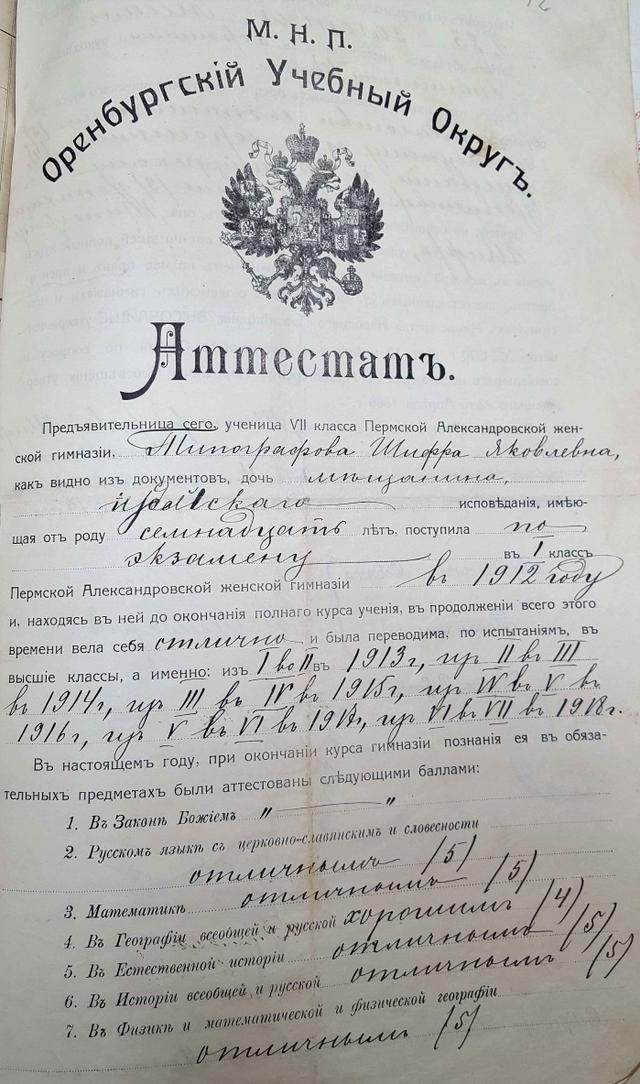 М. Н. П.
Оренбургскій Учебный Округъ.
Аттестатъ.
Предъявительница сего, ученица VII класса Пермской Александровской жен-
ской гимназіи, Типографова Шифра Яковлевна,
какъ видно изъ документовъ, дочь мѣщанина,
іудейскаго исповѣданія, имѣю-
щая отъ роду семнадцать лѣтъ, поступила по
экзамену въ I классъ
Пермской Александровской женской гимназіи въ 1912 году
и, находясь въ ней до окончанія полнаго курса ученія, въ продолженіи всего этого
времени вела себя отлично и была переводима, по испытаніямъ, въ
высшіе классы, а именно: изъ I во II въ 1913 г., изъ II въ III
въ 1914 г., изъ III въ IV въ 1915 г., изъ IV въ V въ
1916 г., изъ V въ VI въ 1917 г., изъ VI въ VII въ 1918 г.
Въ настоящемъ году, при окончаніи курса гимназіи познанія ея въ обяза-
тельныхъ предметахъ были аттестованы слѣдующими баллами:
1. Въ Законѣ Божіемъ " — "
2. Русскомъ языкѣ съ церковно-славянскимъ и словесности
отличнымъ (5)
3. Математикѣ отличнымъ (5)
4. Въ Географіи всеобщей и русской хорошимъ (4)
5. Въ Естественной исторіи отличнымъ (5)
6. Въ Исторіи всеобщей и русской отличнымъ (5)
7. Въ Физикѣ и математической и физической географіи
отличнымъ (5)